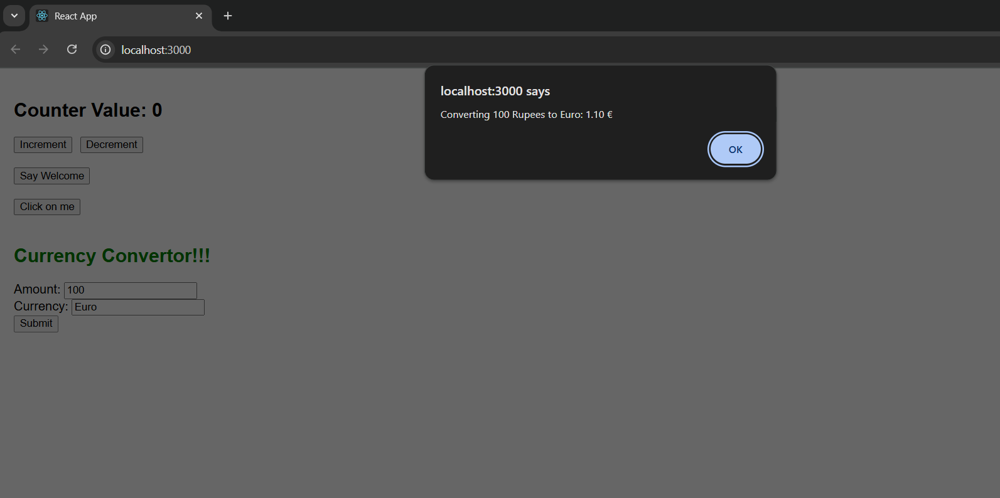 React App
localhost:3000
localhost:3000 says
Converting 100 Rupees to Euro: 1.10 €
OK
Counter Value: 0
Increment Decrement
Say Welcome
Click on me
Currency Convertor!!!
Amount: 100
Currency: Euro
Submit